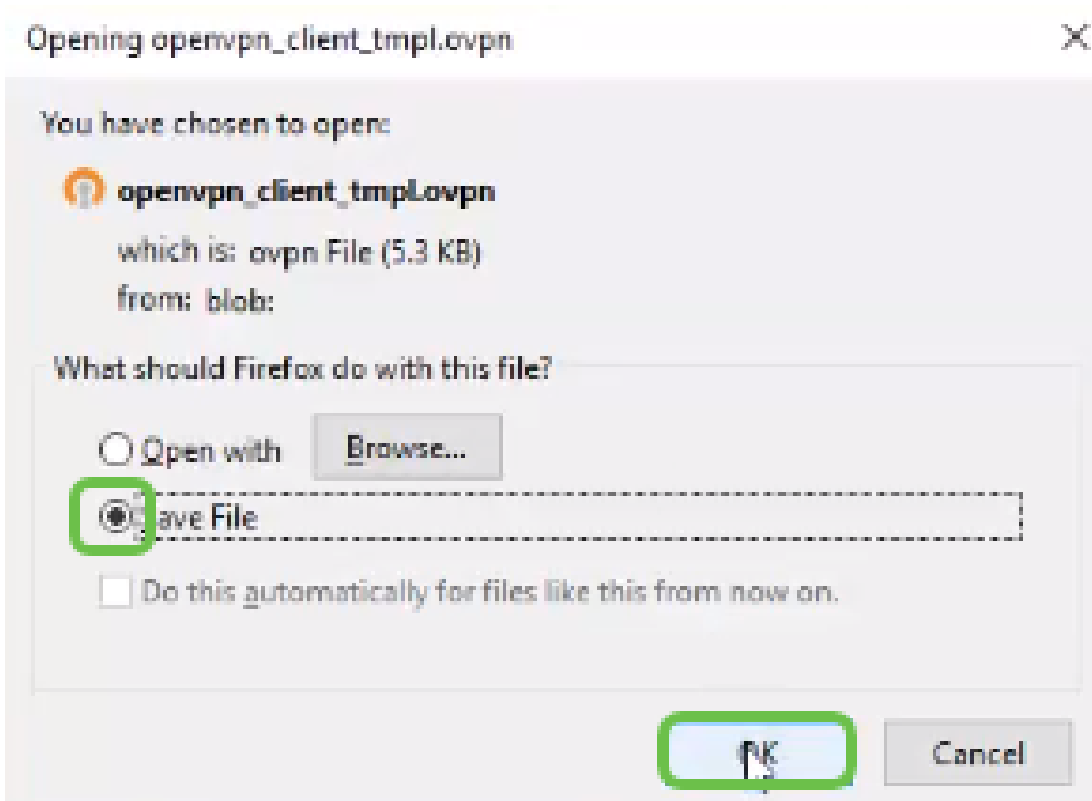 Opening openvpn_client_tmpl.ovpn
You have chosen to open:
openvpn_client_tmpl.ovpn
which is: ovpn File (5.3 KB)
from: blob:
What should Firefox do with this file?
Open with Browse...
Save File
Do this automatically for files like this from now on.
OK Cancel